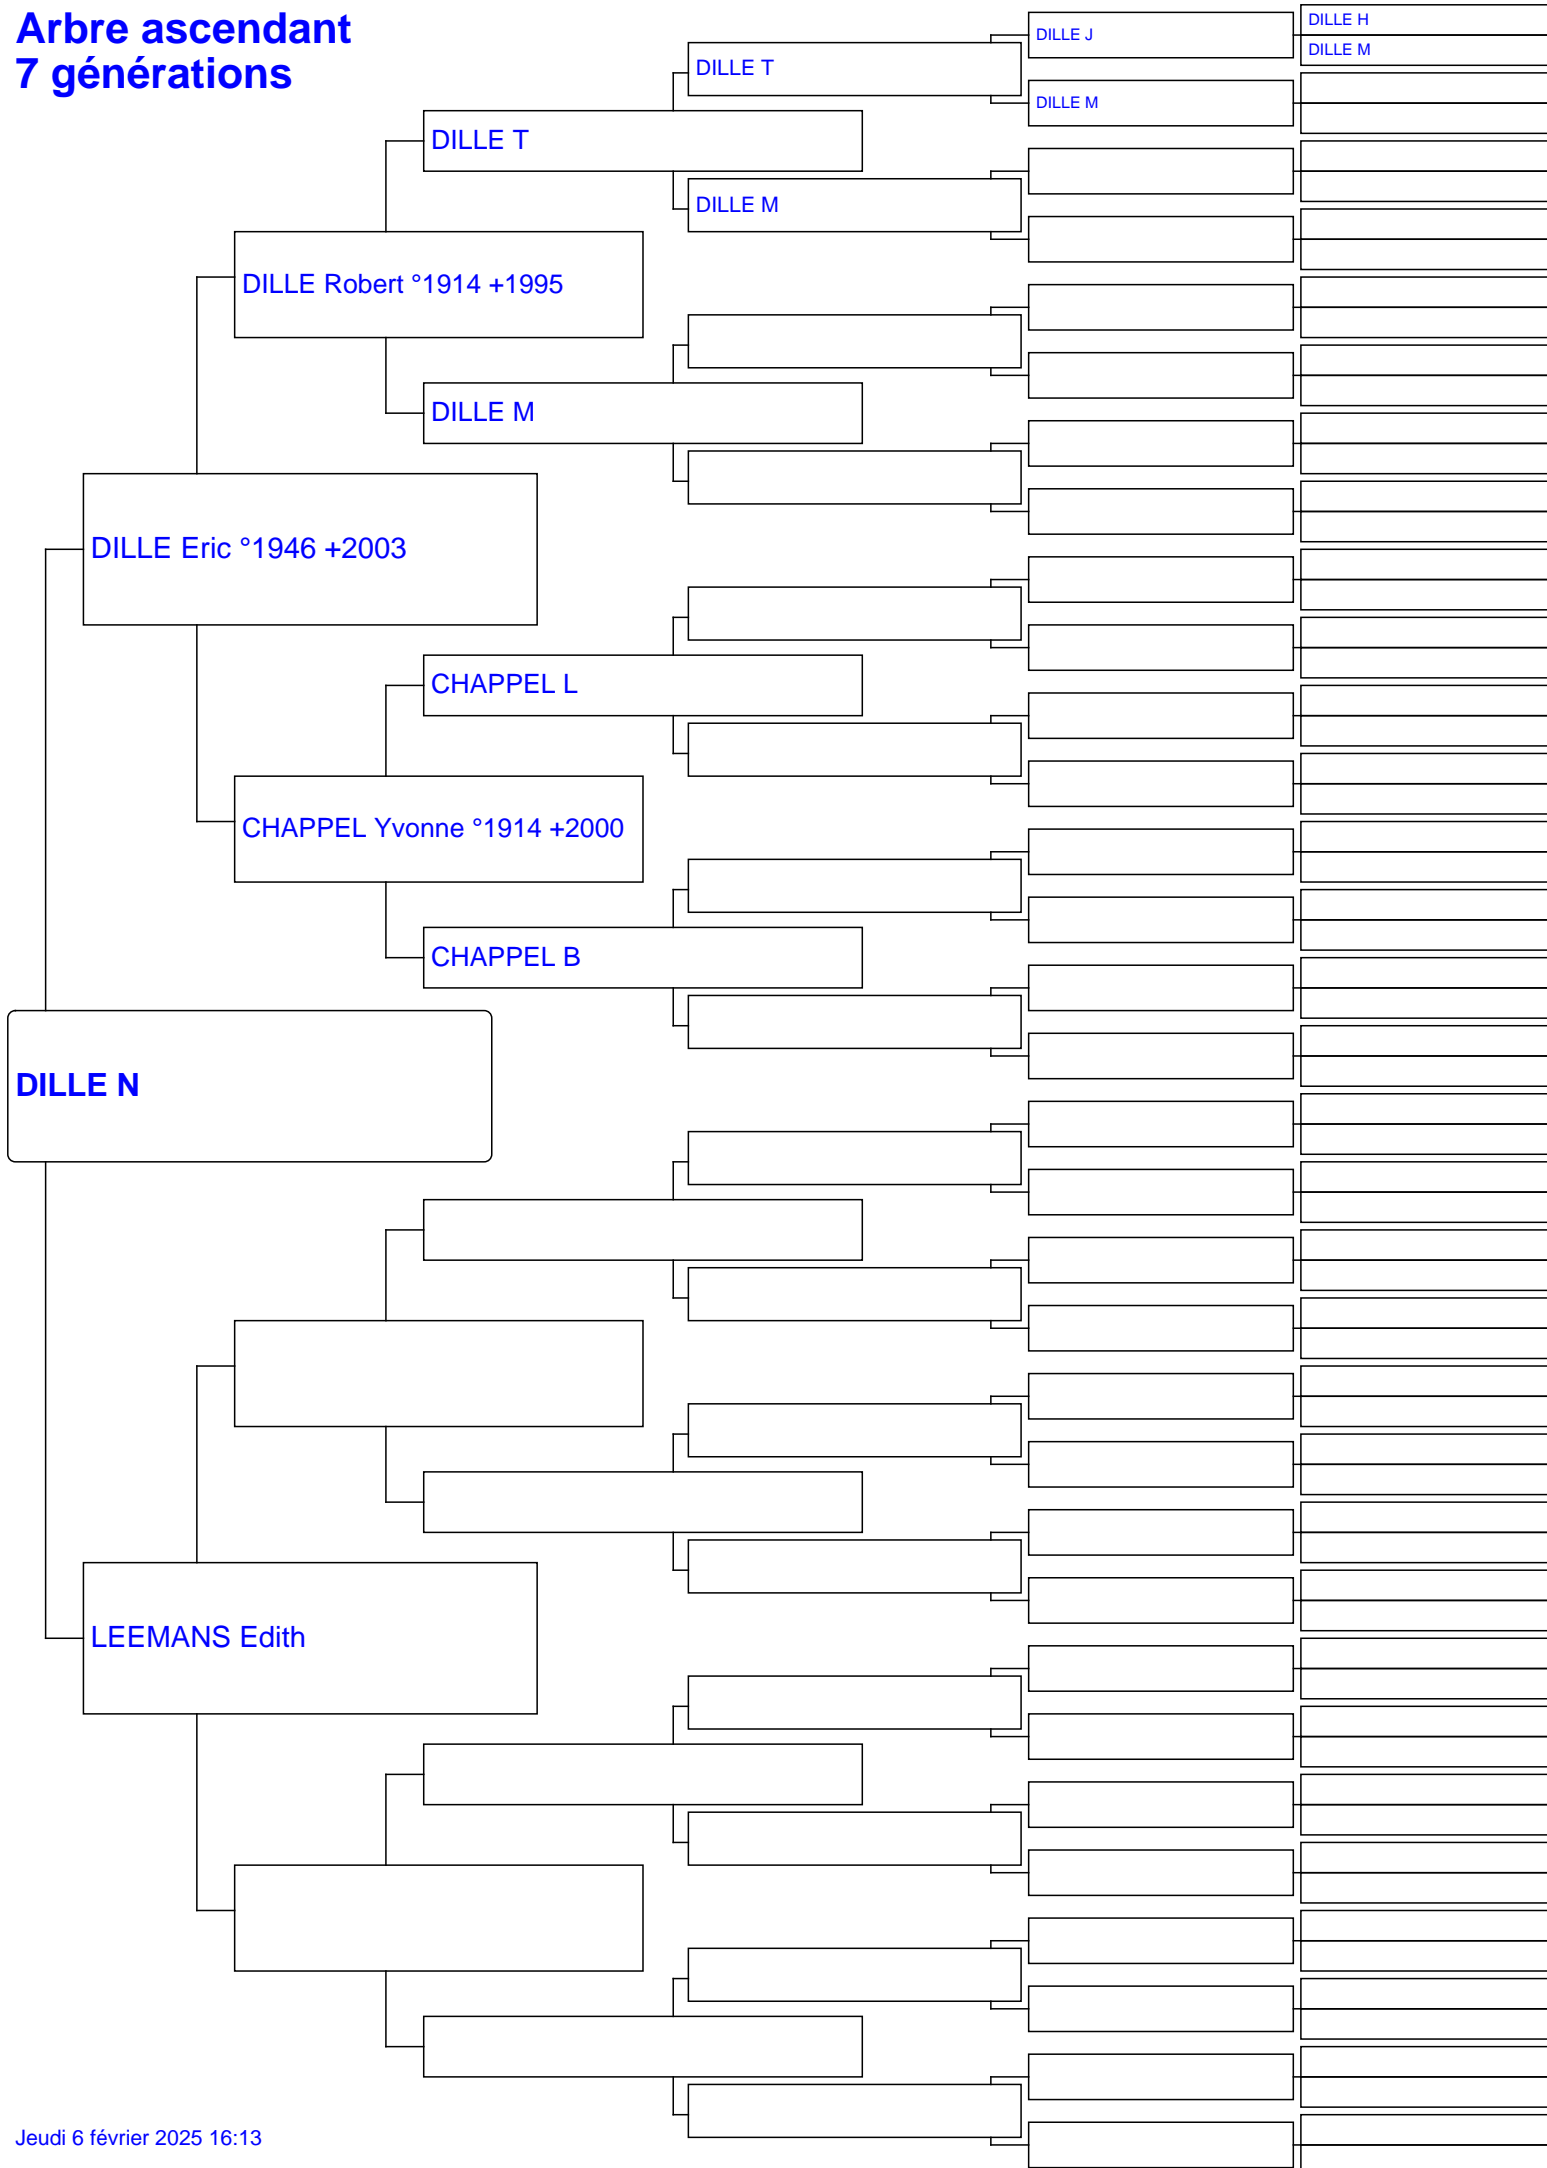 Arbre ascendant
7 générations
DILLE J
DILLE H
DILLE M
DILLE T
DILLE M
DILLE T
DILLE M
DILLE Robert °1914 +1995
DILLE M
DILLE Eric °1946 +2003
CHAPPEL L
CHAPPEL Yvonne °1914 +2000
CHAPPEL B
DILLE N
LEEMANS Edith
Jeudi 6 février 2025 16:13